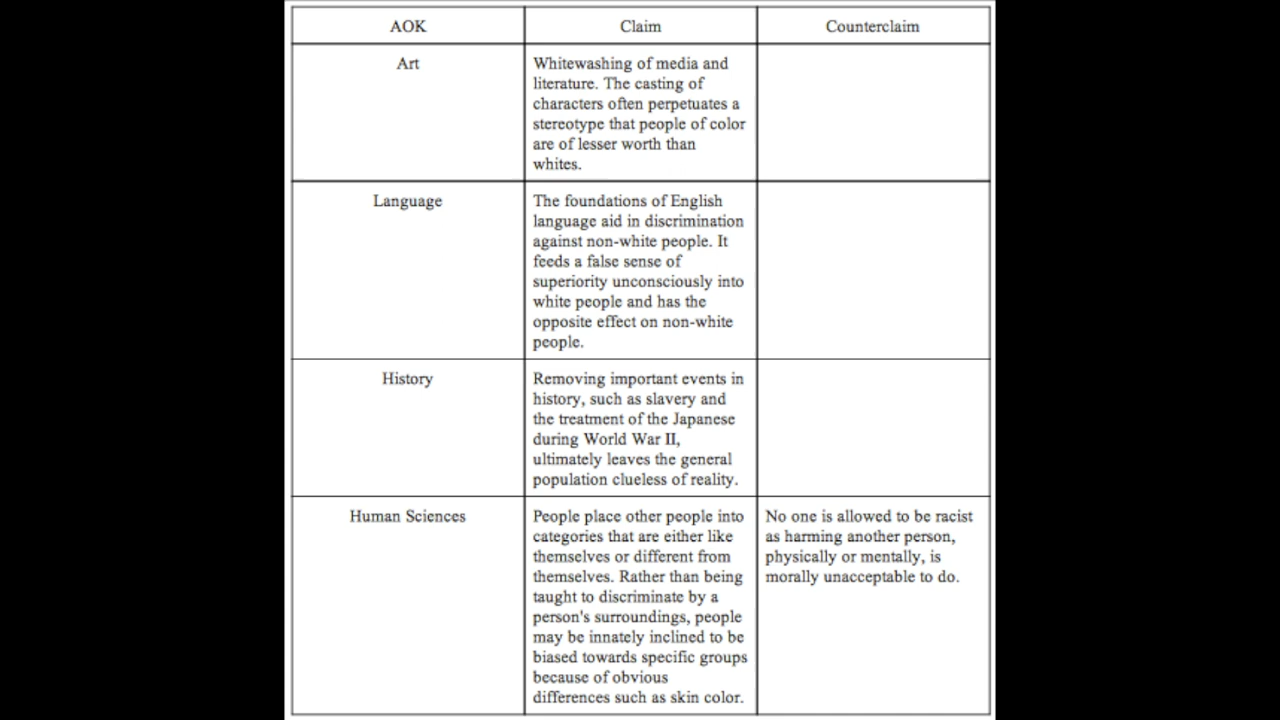 AOK
Claim
Counterclaim
Art
Whitewashing of media and
literature. The casting of
characters often perpetuates a
stereotype that people of color
are of lesser worth than
whites.
Language
The foundations of English
language aid in discrimination
against non-white people. It
feeds a false sense of
superiority unconsciously into
white people and has the
opposite effect on non-white
people.
History
Removing important events in
history, such as slavery and
the treatment of the Japanese
during World War II,
ultimately leaves the general
population clueless of reality.
Human Sciences
People place other people into
categories that are either like
themselves or different from
themselves. Rather than being
taught to discriminate by a
person's surroundings, people
may be innately inclined to be
biased towards specific groups
because of obvious
differences such as skin color.
No one is allowed to be racist
as harming another person,
physically or mentally, is
morally unacceptable to do.